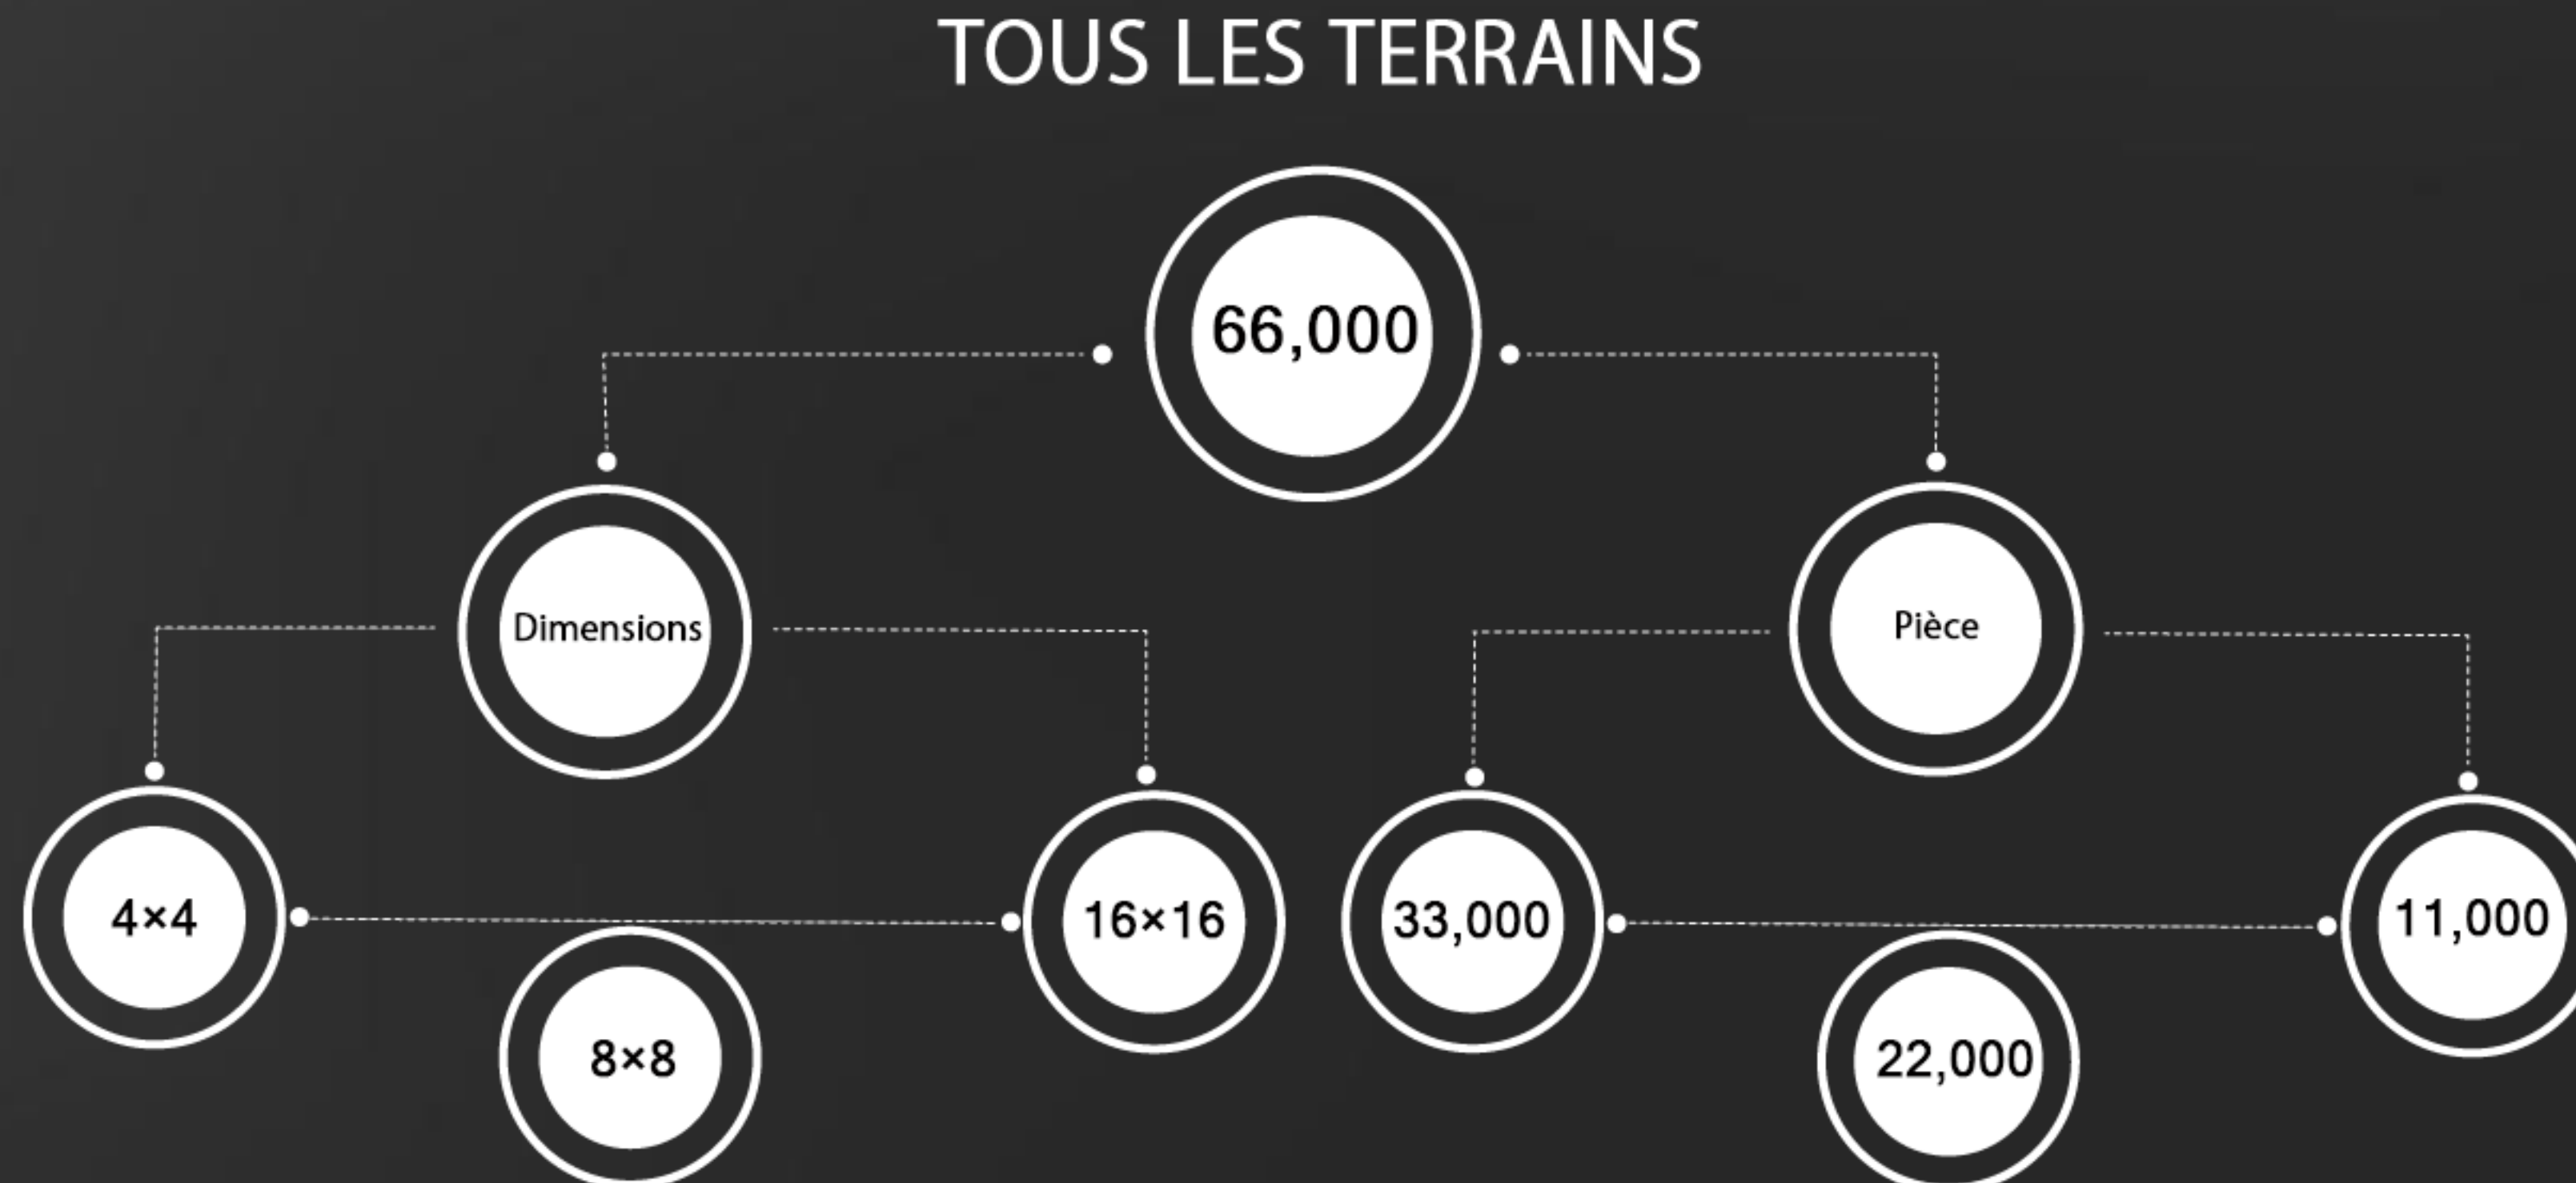 TOUS LES TERRAINS
66,000
Dimensions
Pièce
4×4
16×16
33,000
11,000
8×8
22,000